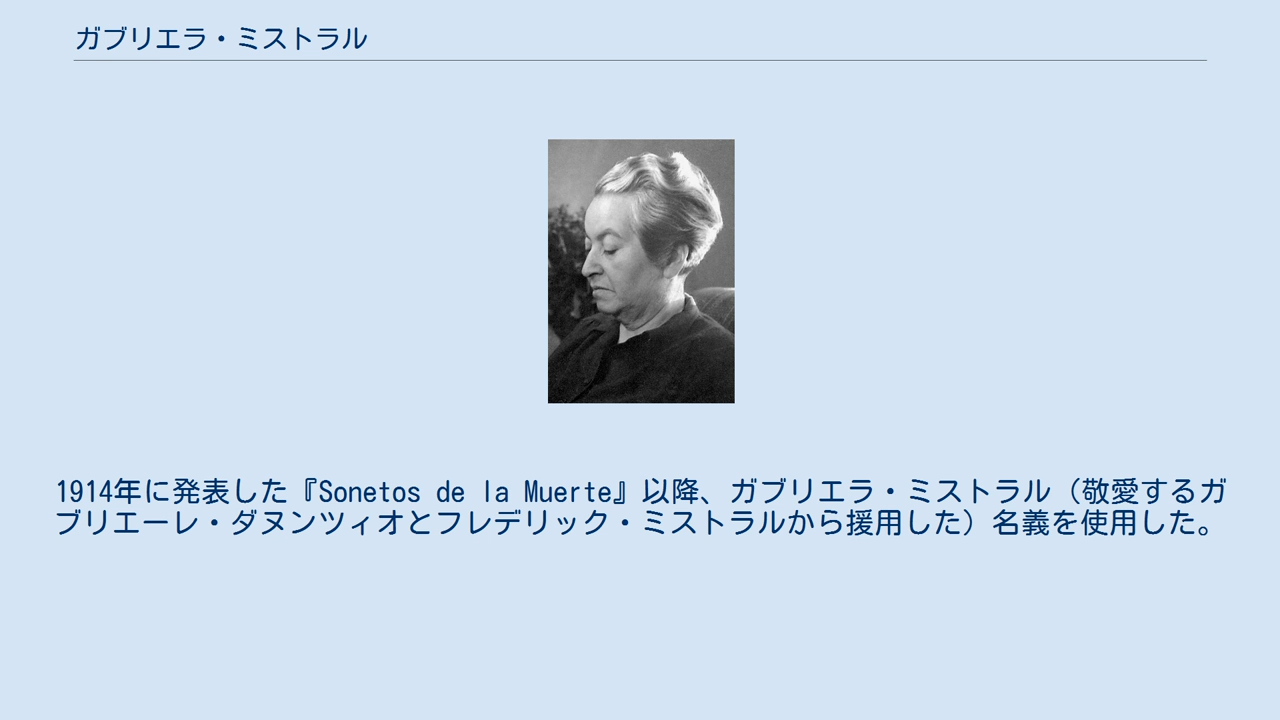 ガブリエラ・ミストラル
1914年に発表した『Sonetos de la Muerte』以降、ガブリエラ・ミストラル（敬愛するガ
ブリエーレ・ダヌンツィオとフレデリック・ミストラルから援用した）名義を使用した。